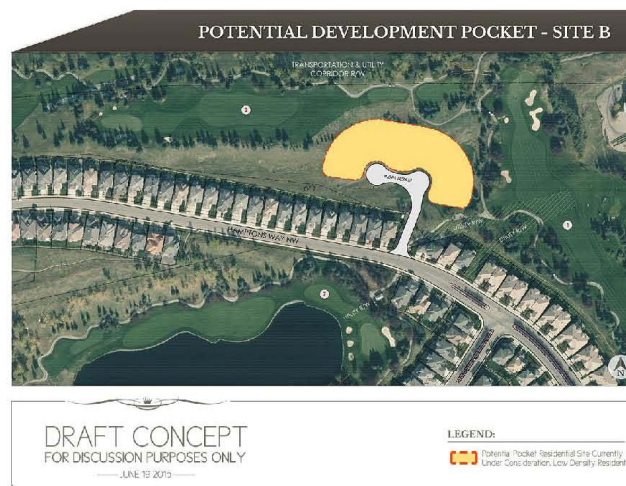 POTENTIAL DEVELOPMENT POCKET - SITE B
TRANSPORTATION & UTILITY
CORRIDOR R/W
HAMPTONS WAY NW
N
DRAFT CONCEPT
FOR DISCUSSION PURPOSES ONLY
JUNE 19 2015
LEGEND:
Potential Pocket Residential Site Currently
Under Consideration, Low Density Resident